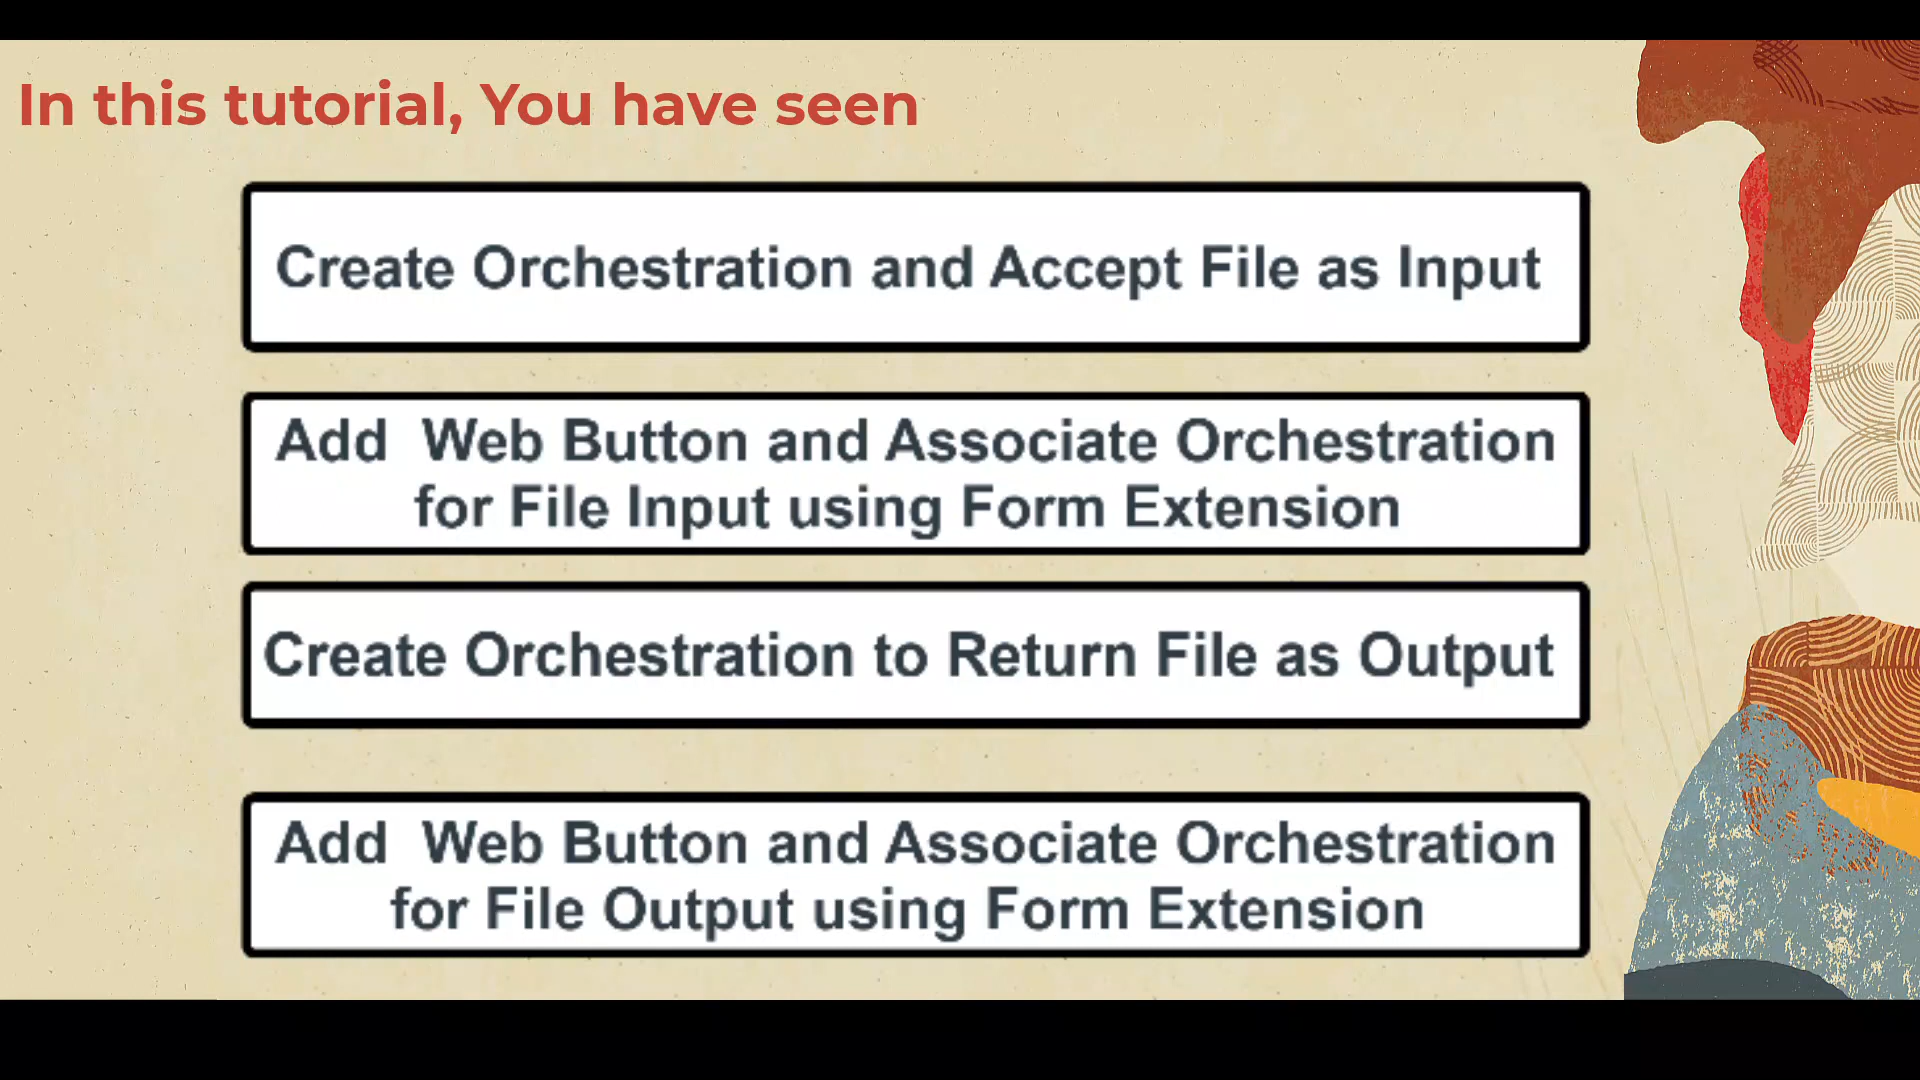 In this tutorial, You have seen
Create Orchestration and Accept File as Input
Add  Web Button and Associate Orchestration
for File Input using Form Extension
Create Orchestration to Return File as Output
Add  Web Button and Associate Orchestration
for File Output using Form Extension